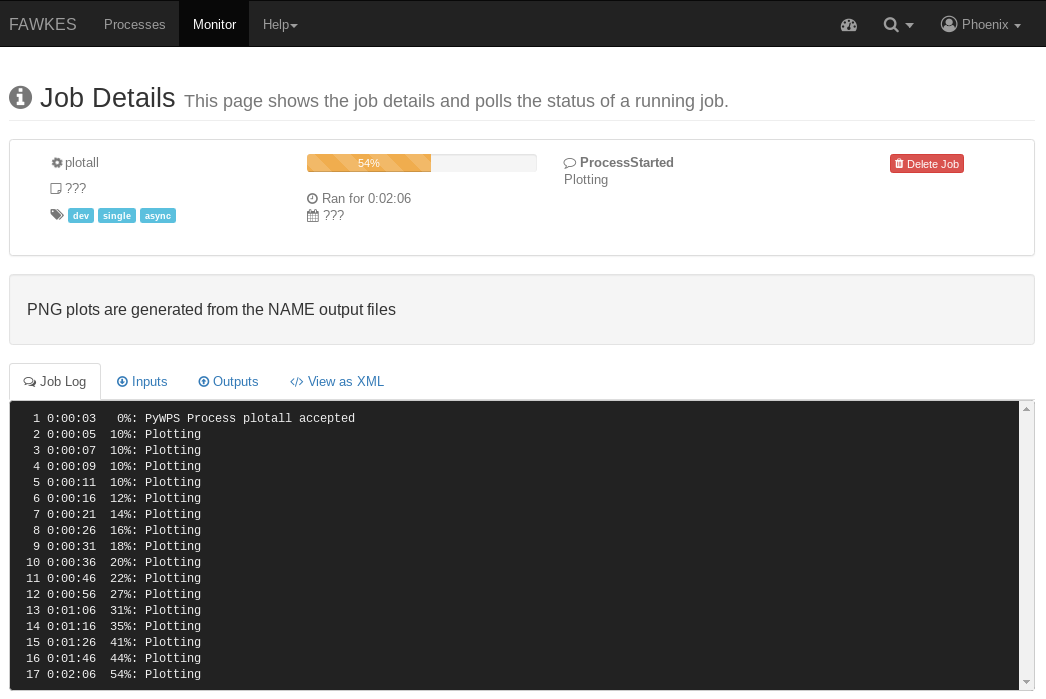 FAWKES Processes Monitor Help Phoenix
Job Details This page shows the job details and polls the status of a running job.
plotall
???
dev single async
54%
Ran for 0:02:06
???
ProcessStarted
Plotting
Delete Job
PNG plots are generated from the NAME output files
Job Log Inputs Outputs </> View as XML
1 0:00:03   0%: PyWPS Process plotall accepted
2 0:00:05  10%: Plotting
3 0:00:07  10%: Plotting
4 0:00:09  10%: Plotting
5 0:00:11  10%: Plotting
6 0:00:16  12%: Plotting
7 0:00:21  14%: Plotting
8 0:00:26  16%: Plotting
9 0:00:31  18%: Plotting
10 0:00:36  20%: Plotting
11 0:00:46  22%: Plotting
12 0:00:56  27%: Plotting
13 0:01:06  31%: Plotting
14 0:01:16  35%: Plotting
15 0:01:26  41%: Plotting
16 0:01:46  44%: Plotting
17 0:02:06  54%: Plotting